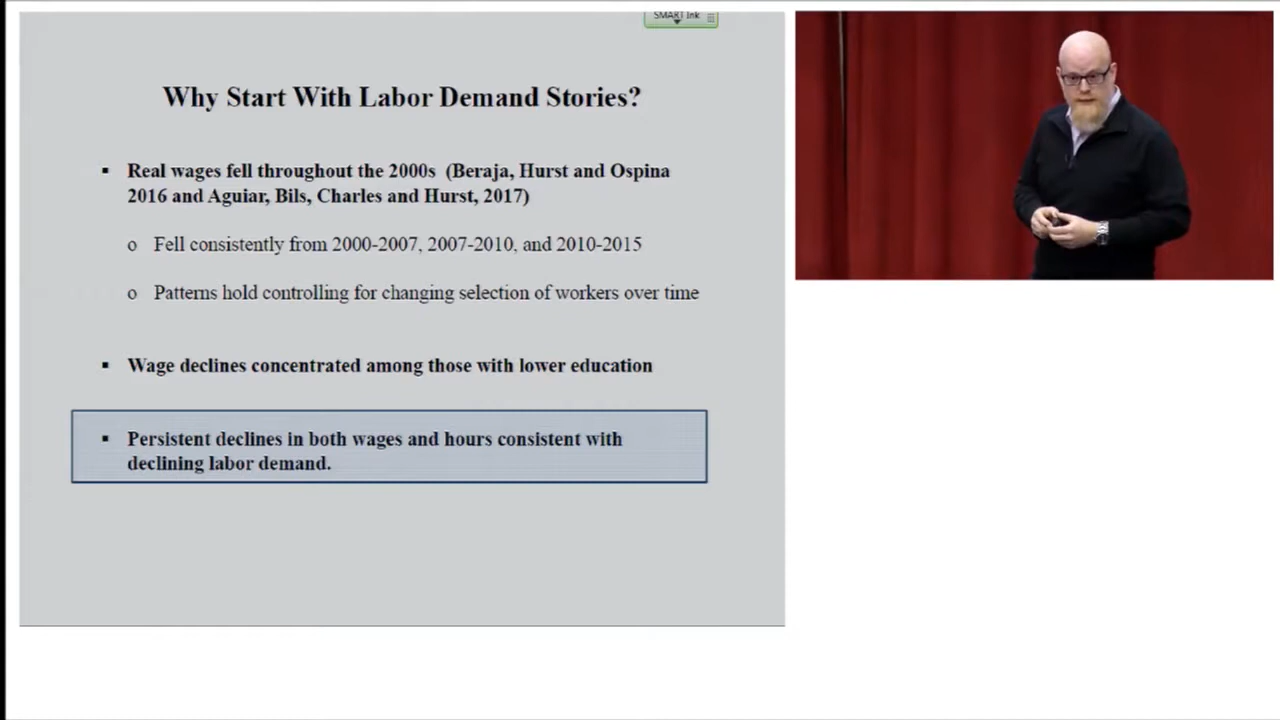 SMART Ink
Why Start With Labor Demand Stories?
▪ Real wages fell throughout the 2000s (Beraja, Hurst and Ospina
2016 and Aguiar, Bils, Charles and Hurst, 2017)
o Fell consistently from 2000-2007, 2007-2010, and 2010-2015
o Patterns hold controlling for changing selection of workers over time
▪ Wage declines concentrated among those with lower education
▪ Persistent declines in both wages and hours consistent with
declining labor demand.